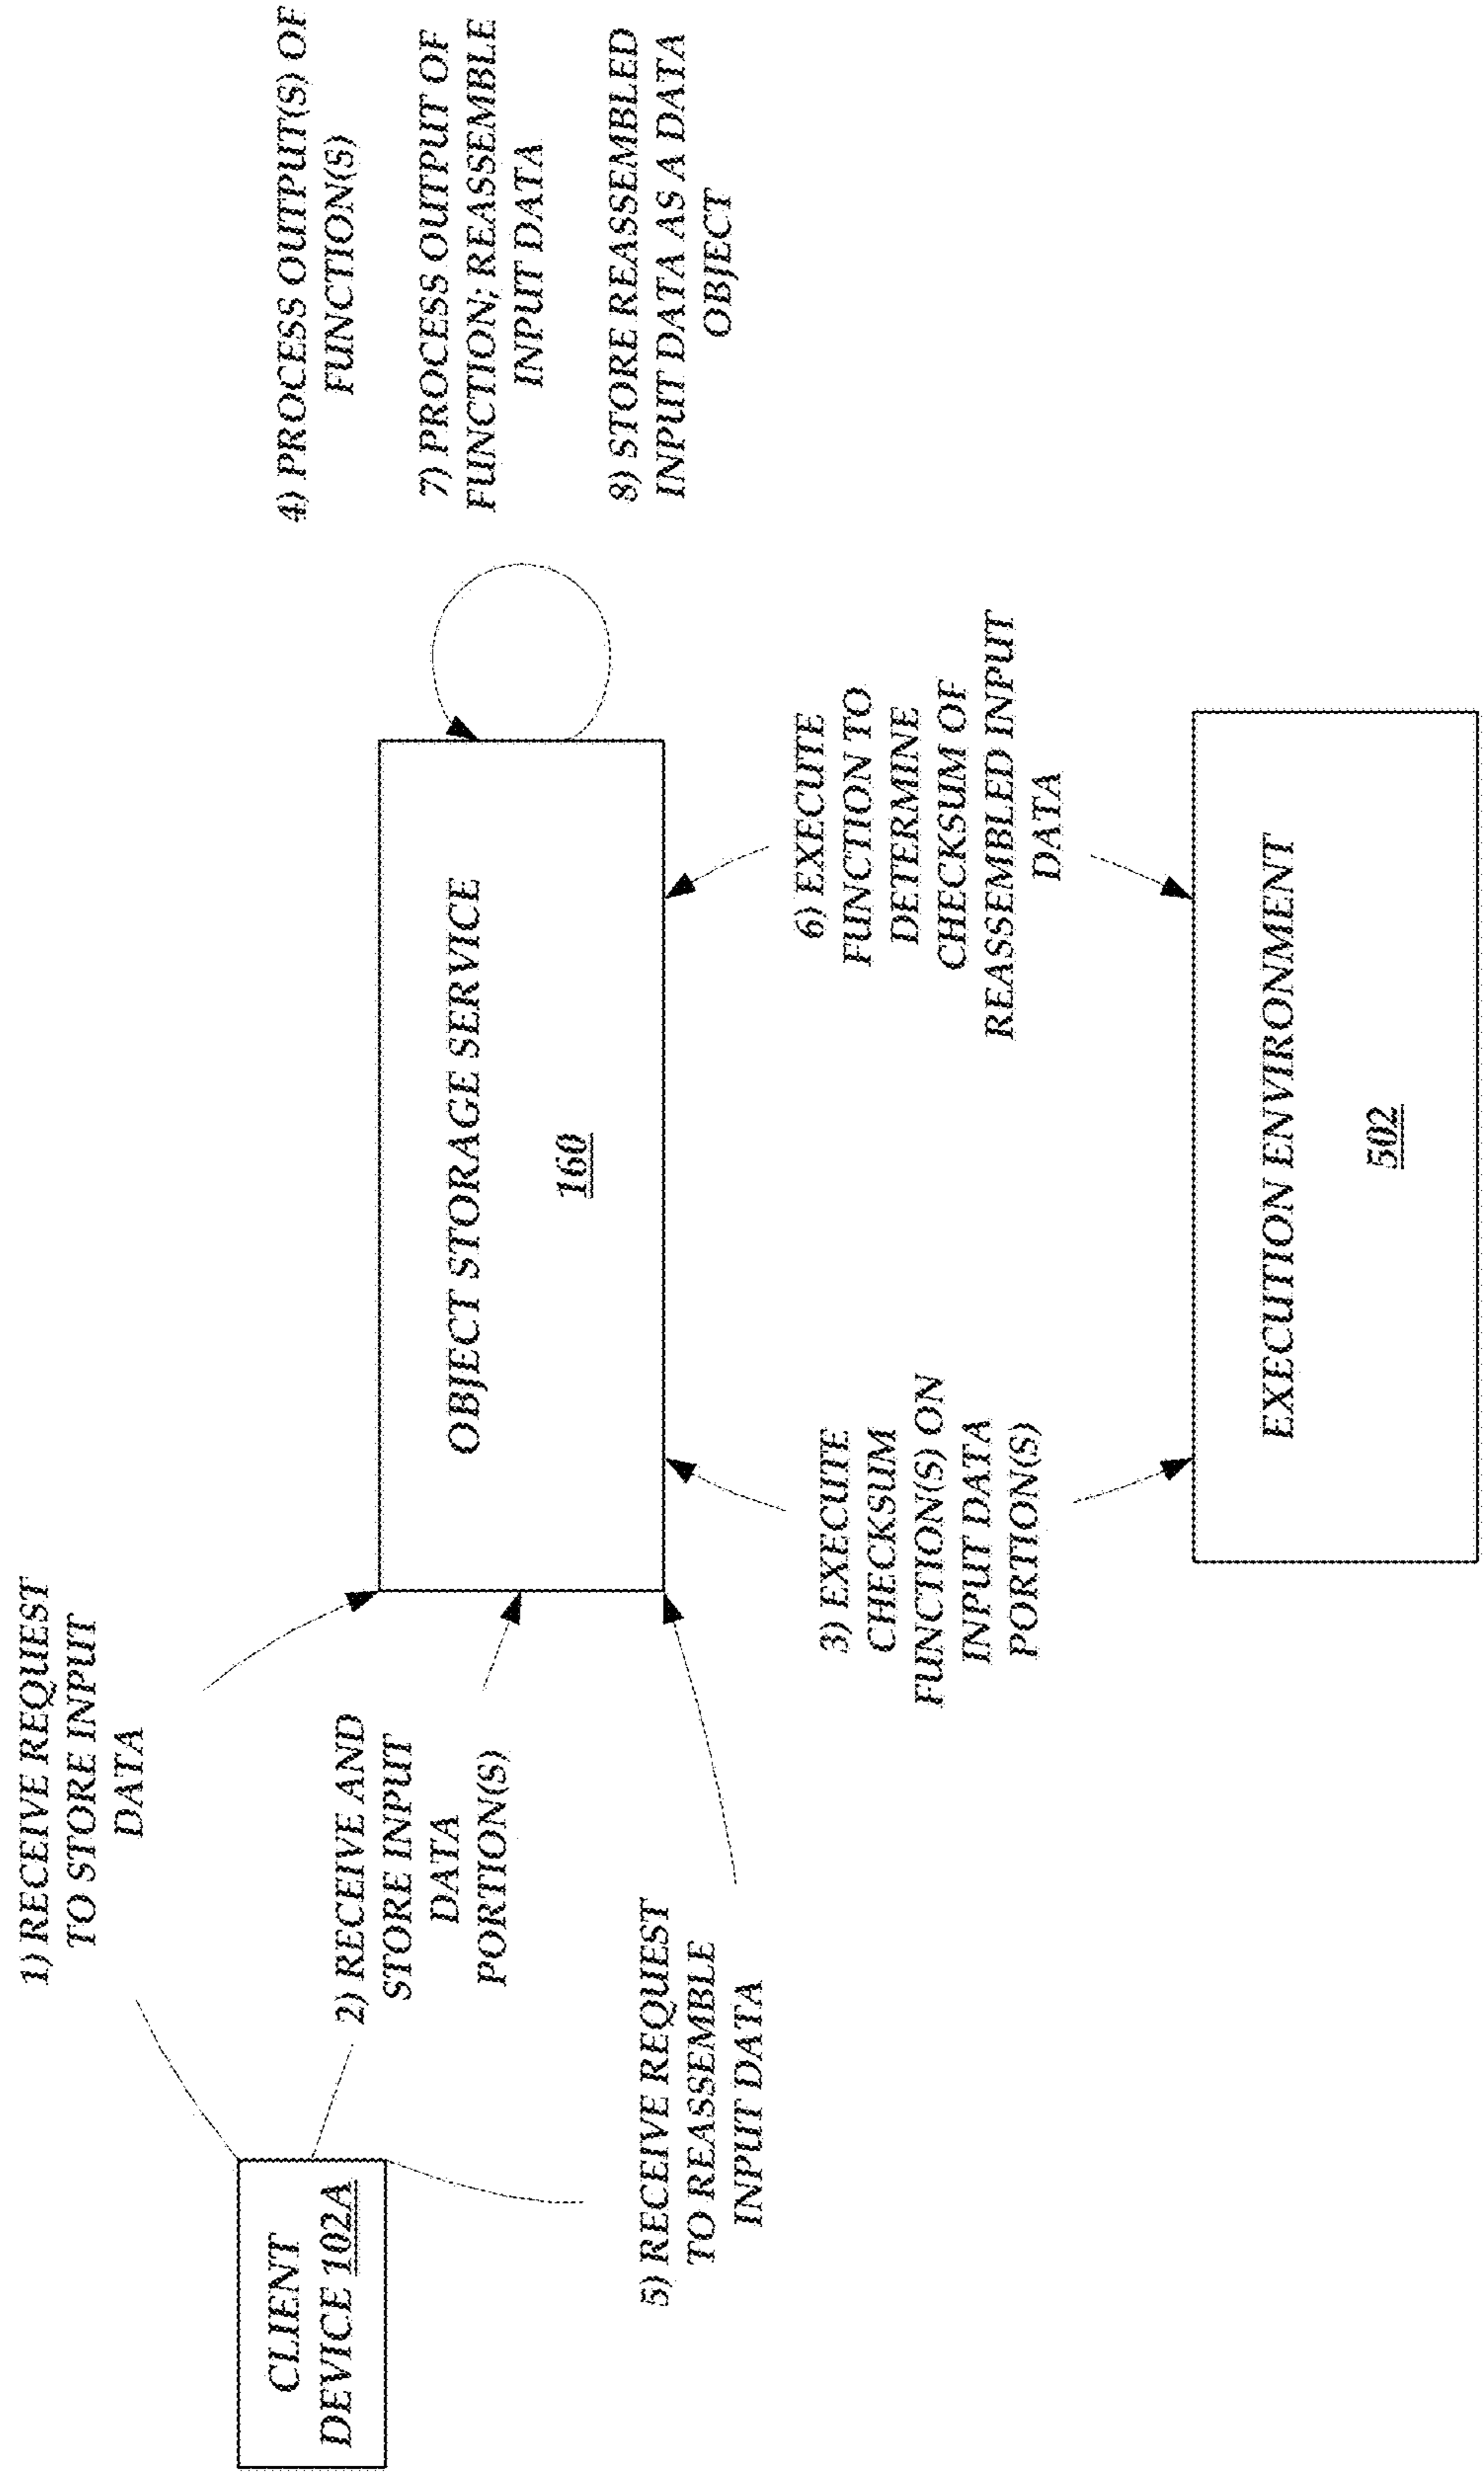 1) RECEIVE REQUEST
TO STORE INPUT
DATA
CLIENT
DEVICE 102A
2) RECEIVE AND
STORE INPUT
DATA
PORTION(S)
5) RECEIVE REQUEST
TO REASSEMBLE
INPUT DATA
OBJECT STORAGE SERVICE
160
4) PROCESS OUTPUT(S) OF
FUNCTION(S)
7) PROCESS OUTPUT OF
FUNCTION; REASSEMBLE
INPUT DATA
8) STORE REASSEMBLED
INPUT DATA AS A DATA
OBJECT
3) EXECUTE
CHECKSUM
FUNCTION(S) ON
INPUT DATA
PORTION(S)
6) EXECUTE
FUNCTION TO
DETERMINE
CHECKSUM OF
REASSEMBLED INPUT
DATA
EXECUTION ENVIRONMENT
502